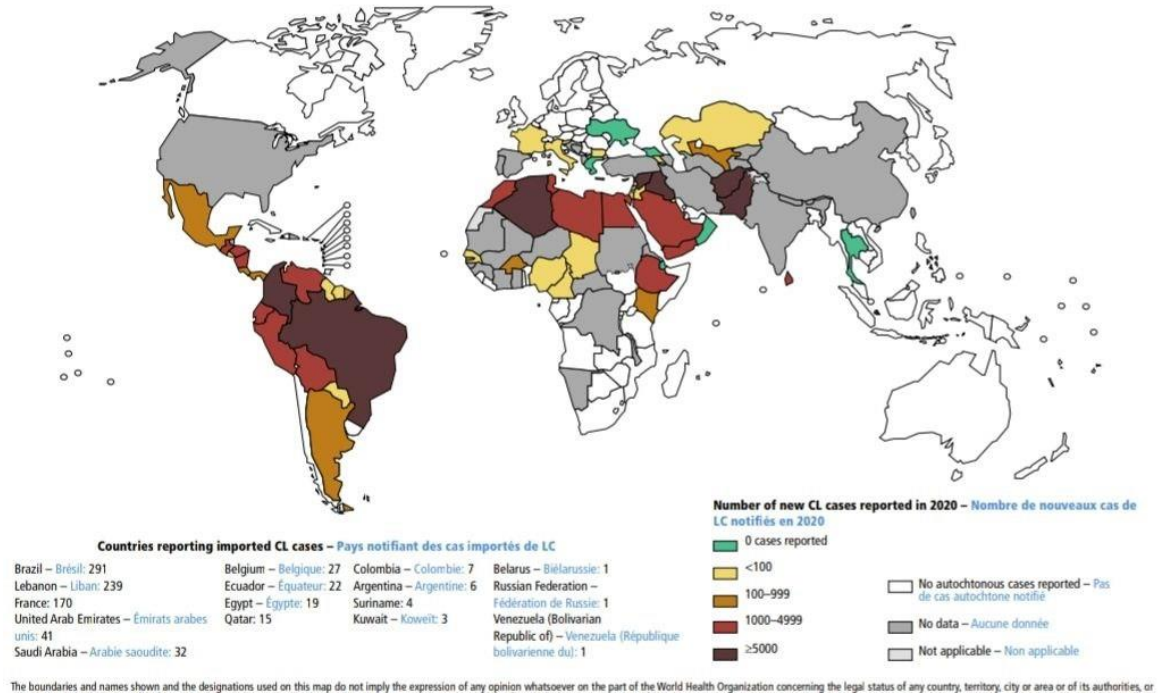 Number of new CL cases reported in 2020 – Nombre de nouveaux cas de
LC notifiés en 2020
0 cases reported
<100
100–999
1000–4999
≥5000
No autochtonous cases reported – Pas
de cas autochtone notifié
No data – Aucune donnée
Not applicable – Non applicable
Countries reporting imported CL cases – Pays notifiant des cas importés de LC
Brazil – Brésil: 291
Lebanon – Liban: 239
France: 170
United Arab Emirates – Émirats arabes
unis: 41
Saudi Arabia – Arabie saoudite: 32
Belgium – Belgique: 27
Ecuador – Équateur: 22
Egypt – Égypte: 19
Qatar: 15
Colombia – Colombie: 7
Argentina – Argentine: 6
Suriname: 4
Kuwait – Koweït: 3
Belarus – Biélarussie: 1
Russian Federation –
Fédération de Russie: 1
Venezuela (Bolivarian
Republic of) – Venezuela (République
bolivarienne du): 1
The boundaries and names shown and the designations used on this map do not imply the expression of any opinion whatsoever on the part of the World Health Organization concerning the legal status of any country, territory, city or area or of its authorities, or